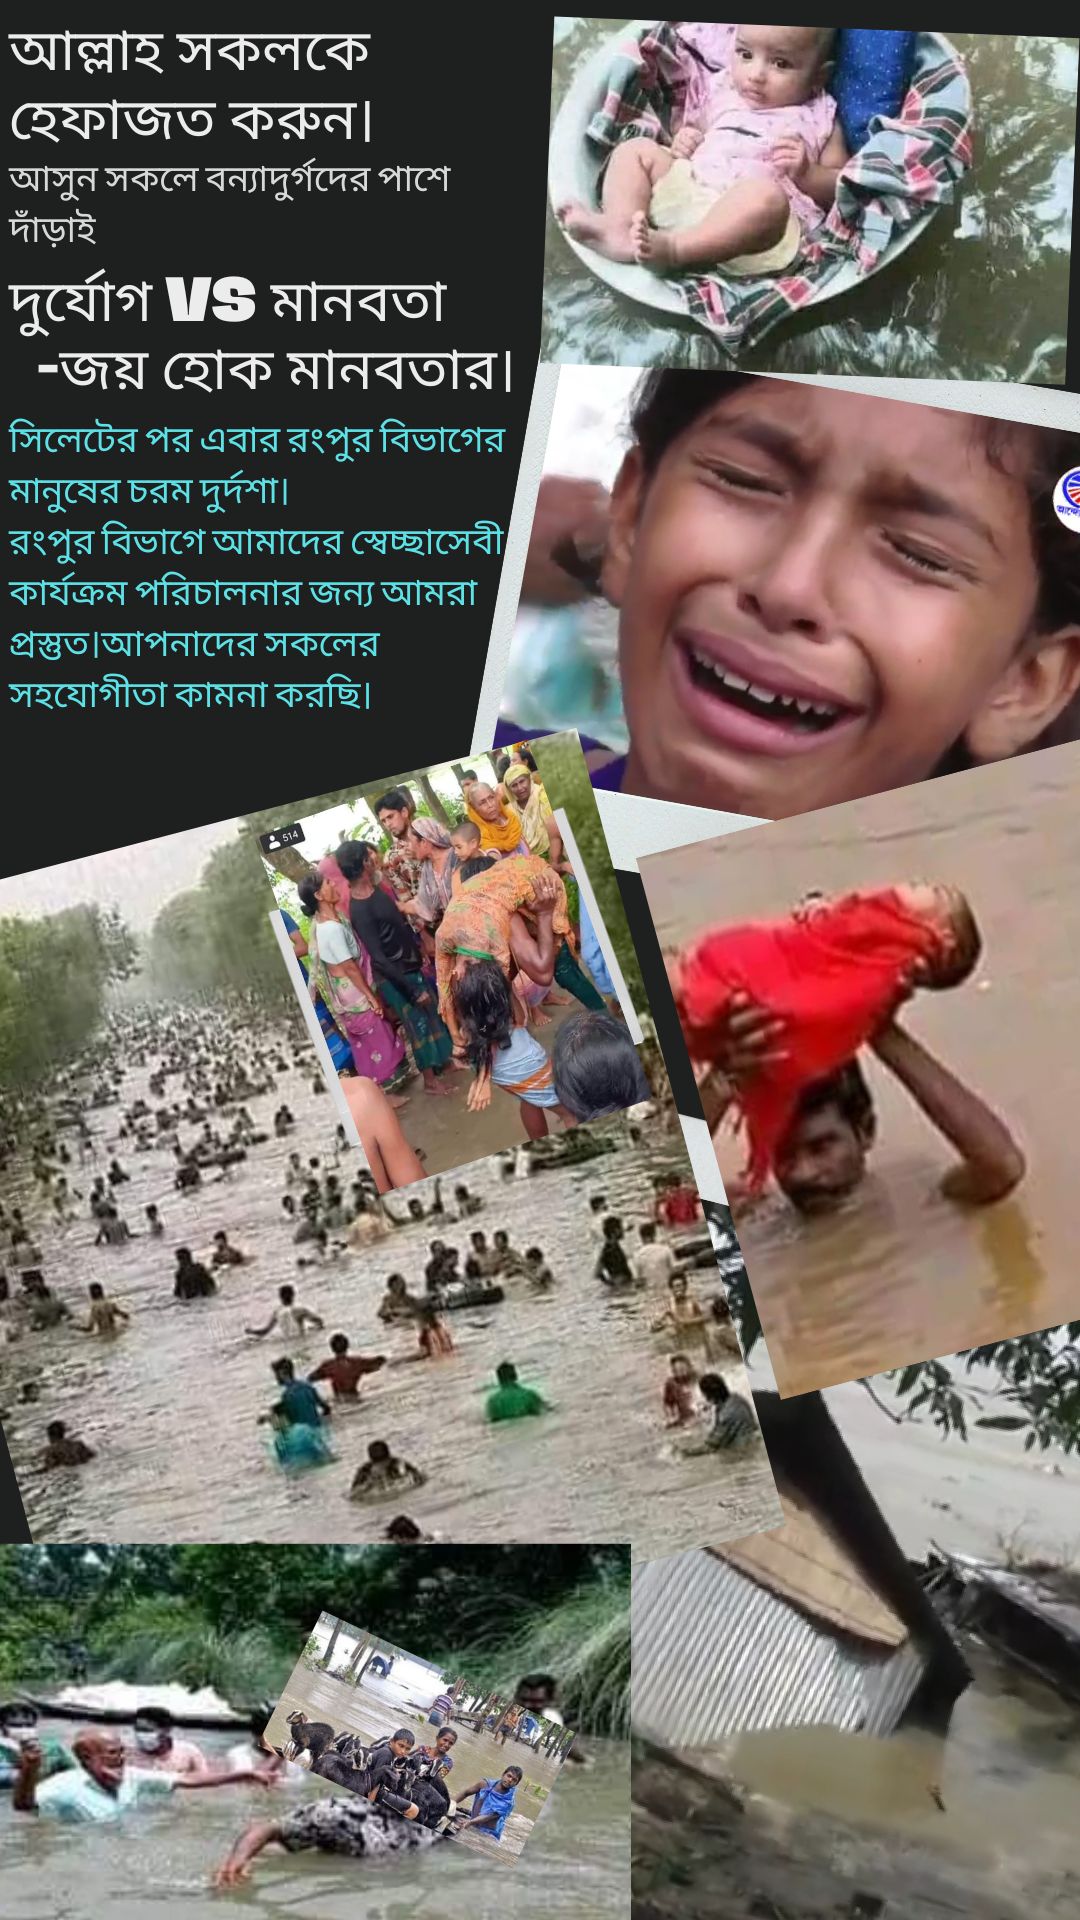 আল্লাহ সকলকে
হেফাজত করুন।
আসুন সকলে বন্যাদুর্গদের পাশে
দাঁড়াই
দুর্যোগ VS মানবতা
-জয় হোক মানবতার।
সিলেটের পর এবার রংপুর বিভাগের
মানুষের চরম দুর্দশা।
রংপুর বিভাগে আমাদের স্বেচ্ছাসেবী
কার্যক্রম পরিচালনার জন্য আমরা
প্রস্তুত।আপনাদের সকলের
সহযোগীতা কামনা করছি।
514